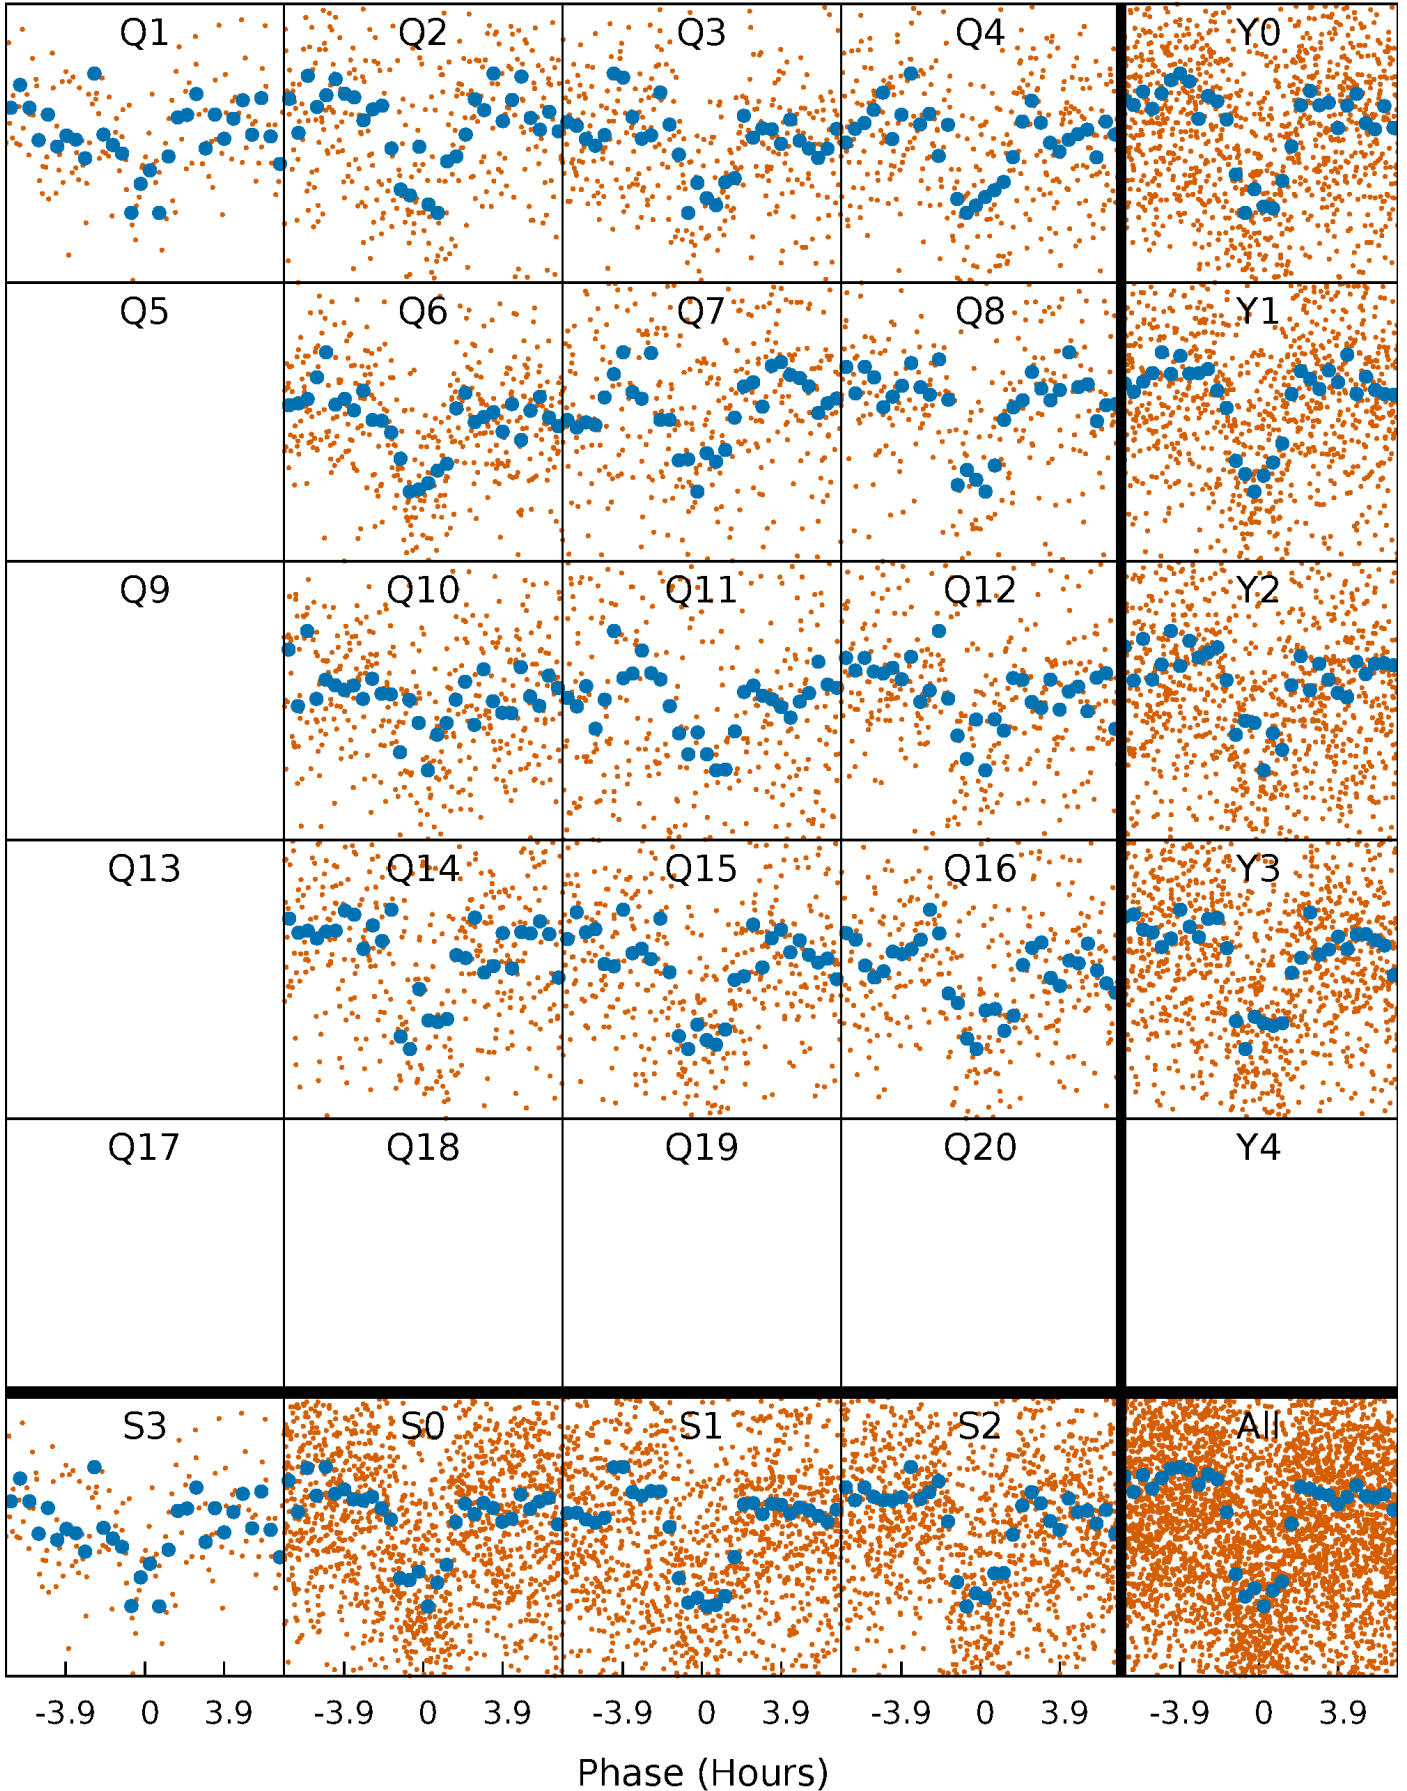 Q1 Q2 Q3 Q4 Y0
Q5 Q6 Q7 Q8 Y1
Q9 Q10 Q11 Q12 Y2
Q13 Q14 Q15 Q16 Y3
Q17 Q18 Q19 Q20 Y4
S3 S0 S1 S2 All
-3.9 0 3.9 -3.9 0 3.9 -3.9 0 3.9 -3.9 0 3.9 -3.9 0 3.9
Phase (Hours)